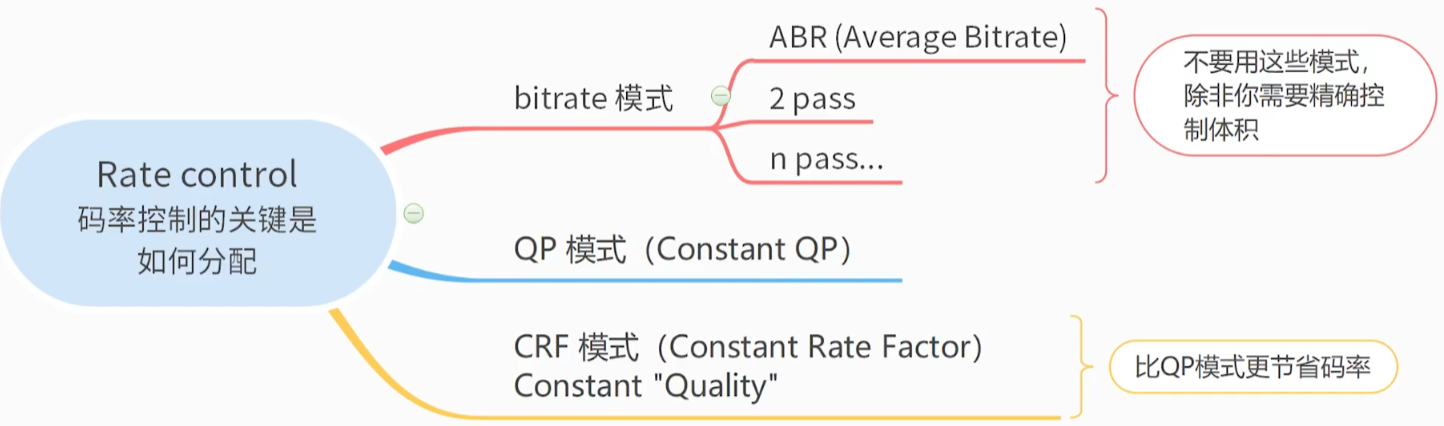 Rate control
码率控制的关键是
如何分配
bitrate 模式
ABR (Average Bitrate)
2 pass
n pass...
不要用这些模式，
除非你需要精确控
制体积
QP 模式（Constant QP）
CRF 模式（Constant Rate Factor）
Constant "Quality"
比QP模式更节省码率